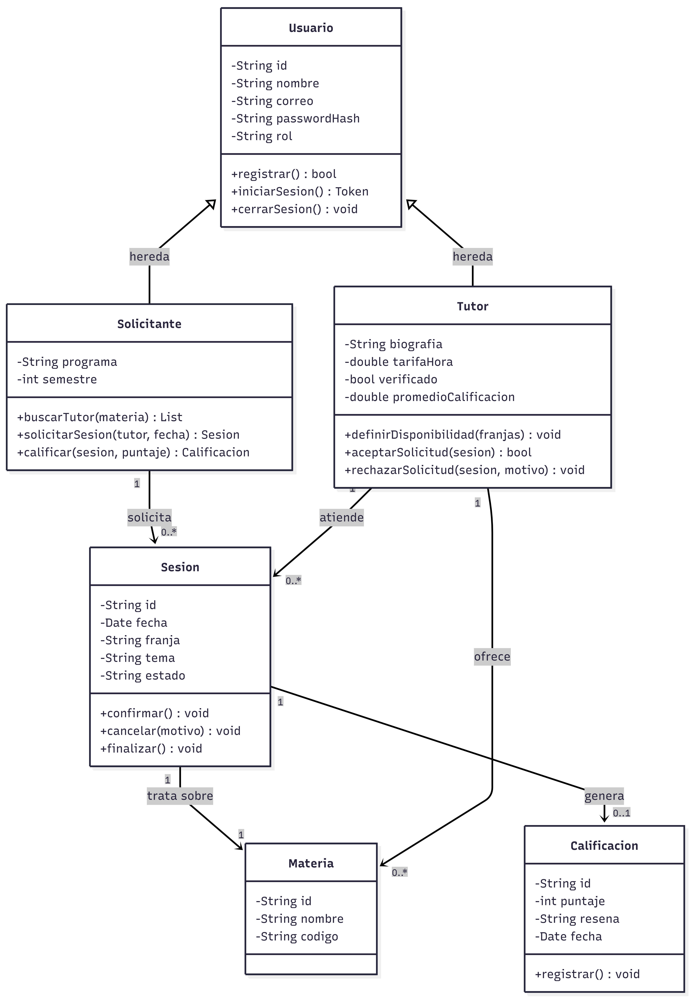 Usuario
-String id
-String nombre
-String correo
-String passwordHash
-String rol
+registrar() : bool
+iniciarSesion() : Token
+cerrarSesion() : void
hereda
hereda
Solicitante
-String programa
-int semestre
+buscarTutor(materia) : List
+solicitarSesion(tutor, fecha) : Sesion
+calificar(sesion, puntaje) : Calificacion
Tutor
-String biografia
-double tarifaHora
-bool verificado
-double promedioCalificacion
+definirDisponibilidad(franjas) : void
+aceptarSolicitud(sesion) : bool
+rechazarSolicitud(sesion, motivo) : void
1
solicita
0..*
1
atiende
0..*
1
ofrece
0..*
Sesion
-String id
-Date fecha
-String franja
-String tema
-String estado
+confirmar() : void
+cancelar(motivo) : void
+finalizar() : void
1
genera
0..1
1
trata sobre
1
Materia
-String id
-String nombre
-String codigo
Calificacion
-String id
-int puntaje
-String resena
-Date fecha
+registrar() : void